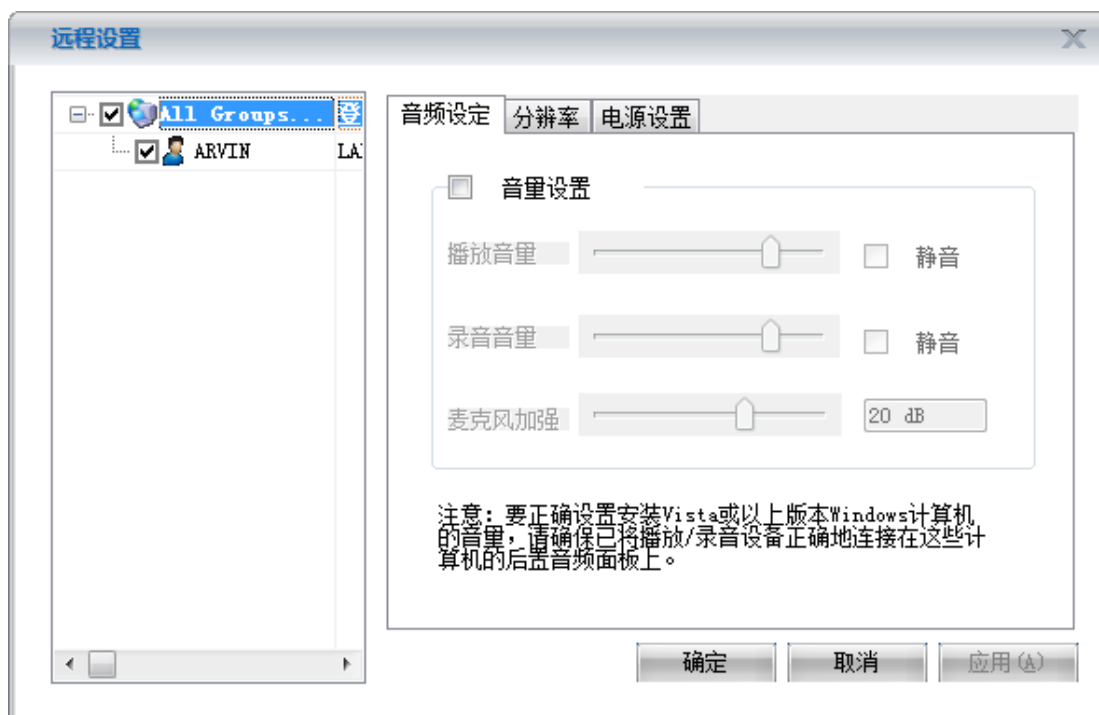 远程设置
All Groups... 登
ARVIN LA
音频设定 分辨率 电源设置
音量设置
播放音量 静音
录音音量 静音
麦克风加强 20 dB
注意：要正确设置安装Vista或以上版本Windows计算机
的音量，请确保已将播放/录音设备正确地连接在这些计
算机的后置音频面板上。
确定 取消 应用(A)